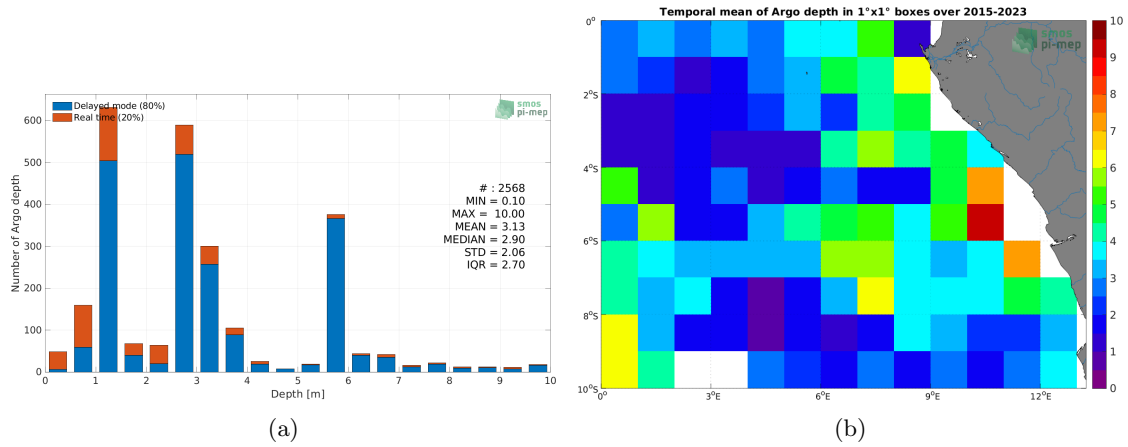 Delayed mode (80%)
Real time (20%)
smos
pi-mep
Number of Argo depth
600
500
400
300
200
100
0
# : 2568
MIN = 0.10
MAX = 10.00
MEAN = 3.13
MEDIAN = 2.90
STD = 2.06
IQR = 2.70
0 1 2 3 4 5 6 7 8 9 10
Depth [m]
(a)
Temporal mean of Argo depth in 1°x1° boxes over 2015-2023
smos
pi-mep
0°
2°S
4°S
6°S
8°S
10°S
0° 3°E 6°E 9°E 12°E
10
9
8
7
6
5
4
3
2
1
0
(b)